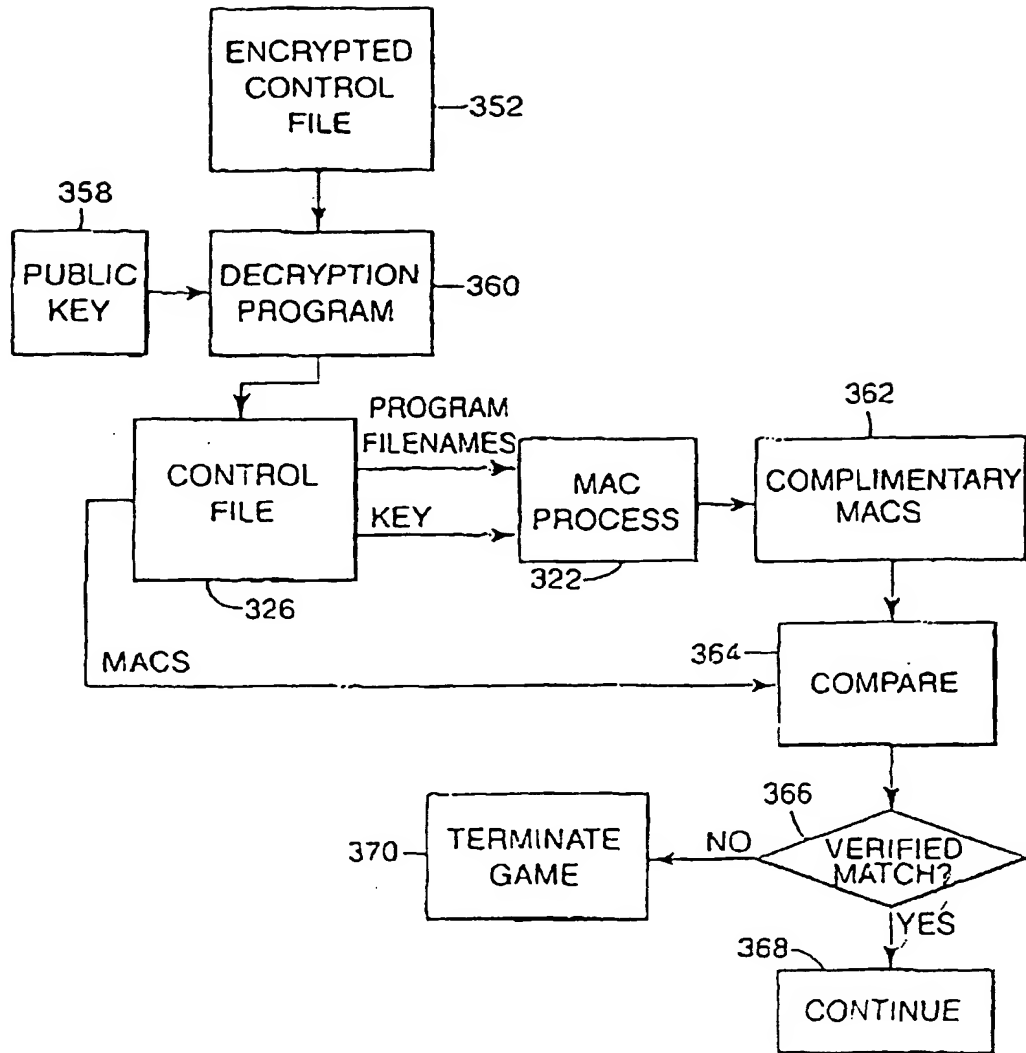 ENCRYPTED
CONTROL
FILE
352
358
PUBLIC
KEY
DECRYPTION
PROGRAM
360
CONTROL
FILE
326
PROGRAM
FILENAMES
KEY
MAC
PROCESS
322
362
COMPLIMENTARY
MACS
MACS
364
COMPARE
366
VERIFIED
MATCH?
NO
370
TERMINATE
GAME
YES
368
CONTINUE